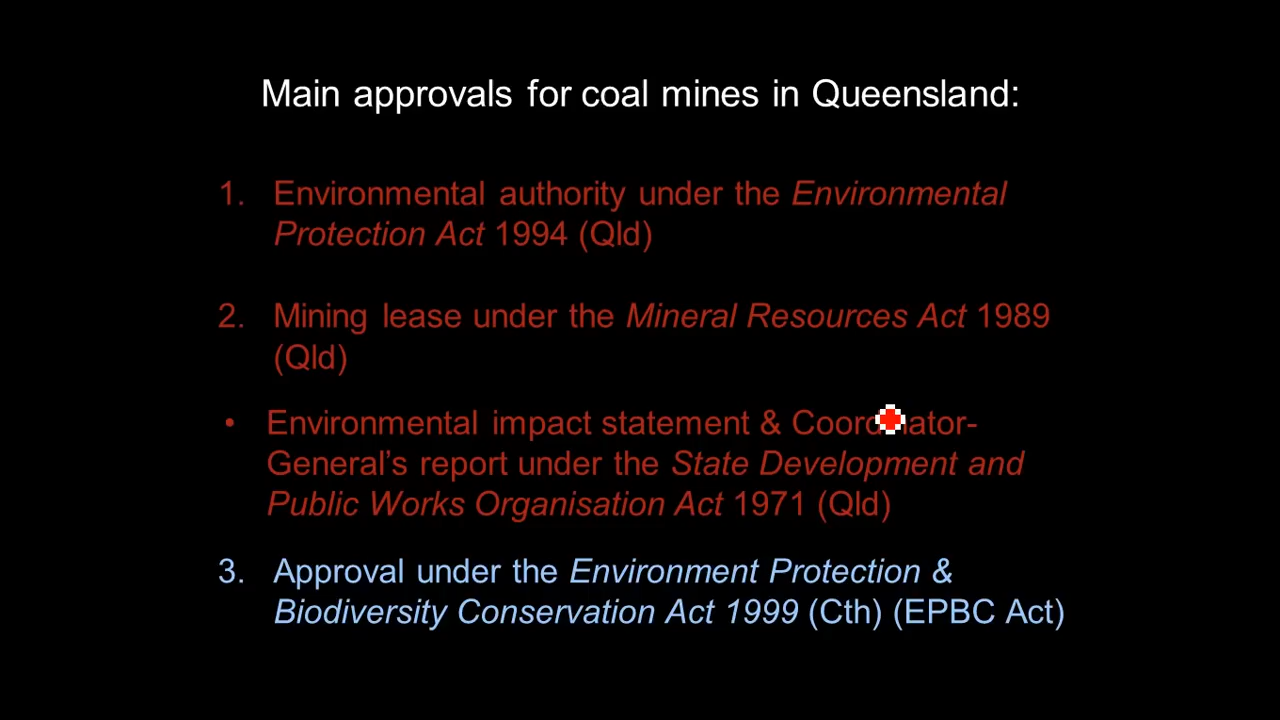 Main approvals for coal mines in Queensland:
1. Environmental authority under the Environmental
Protection Act 1994 (Qld)
2. Mining lease under the Mineral Resources Act 1989
(Qld)
• Environmental impact statement & Coordinator-
General’s report under the State Development and
Public Works Organisation Act 1971 (Qld)
3. Approval under the Environment Protection &
Biodiversity Conservation Act 1999 (Cth) (EPBC Act)